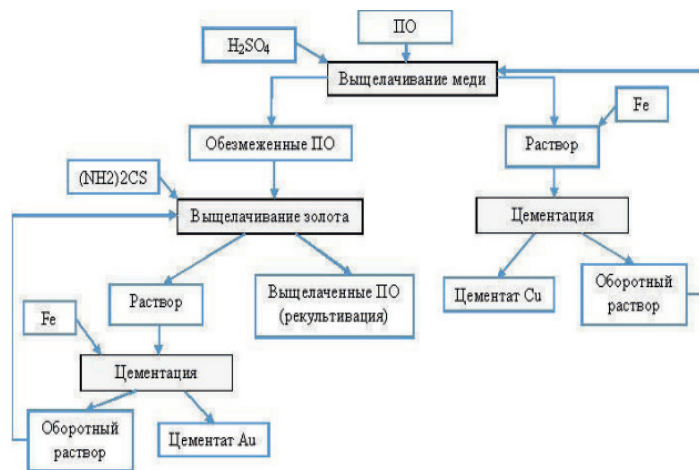 ПО
H₂SO₄
Выщелачивание меди
Fe
Обезмеженные ПО
Раствор
(NH2)2CS
Выщелачивание золота
Цементация
Раствор
Выщелаченные ПО
(рекультивация)
Цементат Cu
Оборотный
раствор
Fe
Цементация
Оборотный
раствор
Цементат Au